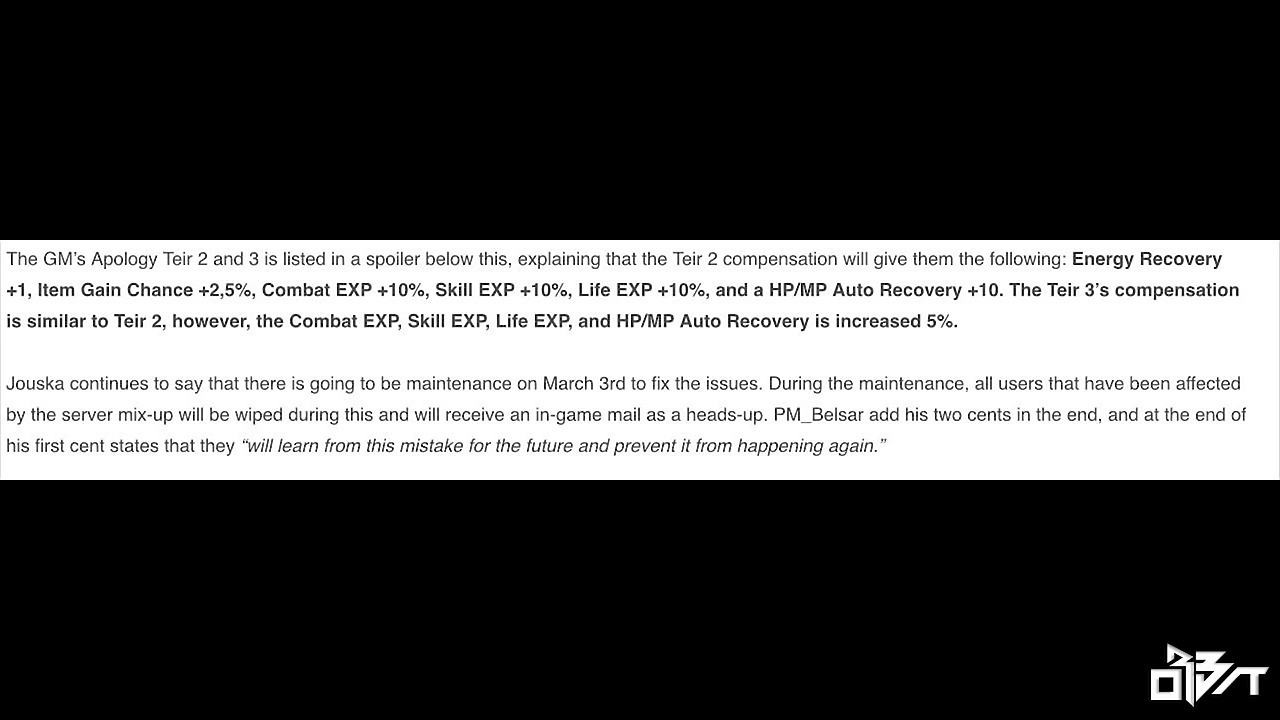 The GM’s Apology Teir 2 and 3 is listed in a spoiler below this, explaining that the Teir 2 compensation will give them the following: Energy Recovery
+1, Item Gain Chance +2,5%, Combat EXP +10%, Skill EXP +10%, Life EXP +10%, and a HP/MP Auto Recovery +10. The Teir 3’s compensation
is similar to Teir 2, however, the Combat EXP, Skill EXP, Life EXP, and HP/MP Auto Recovery is increased 5%.
Jouska continues to say that there is going to be maintenance on March 3rd to fix the issues. During the maintenance, all users that have been affected
by the server mix-up will be wiped during this and will receive an in-game mail as a heads-up. PM_Belsar add his two cents in the end, and at the end of
his first cent states that they “will learn from this mistake for the future and prevent it from happening again.”